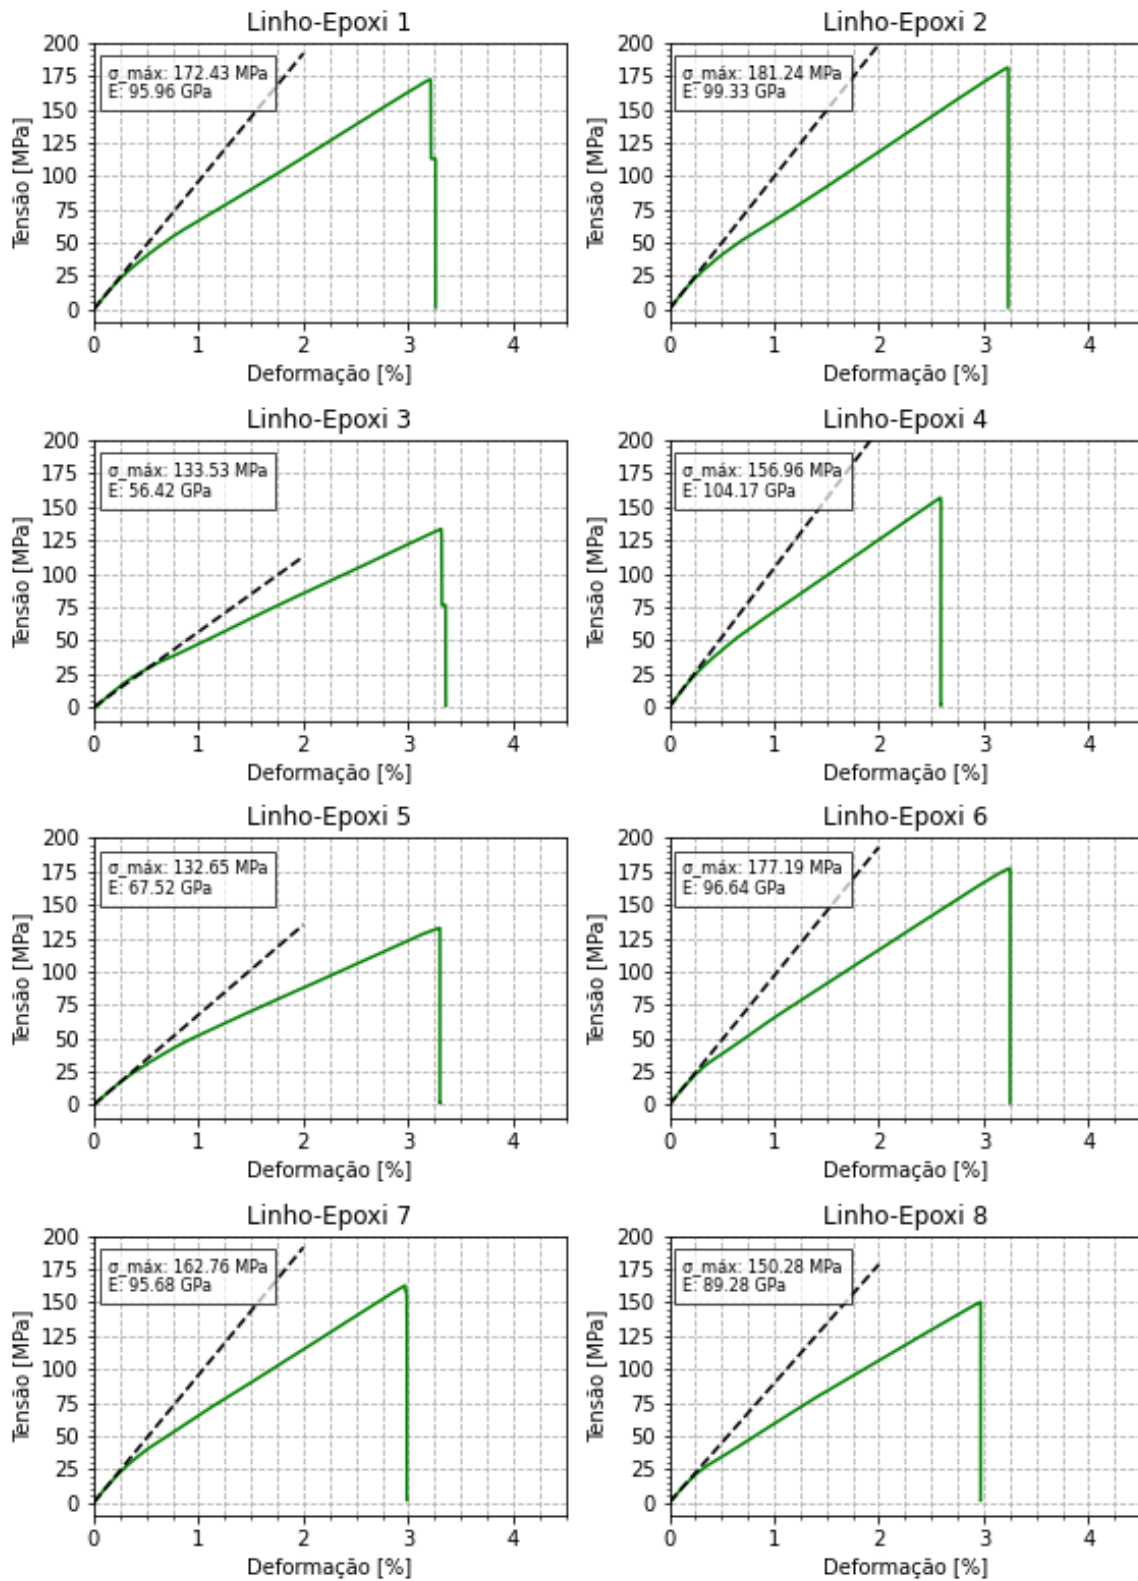 Linho-Epoxi 1
σ_máx: 172.43 MPa
E: 95.96 GPa
Tensão [MPa]
200
175
150
125
100
75
50
25
0
0 1 2 3 4
Deformação [%]
Linho-Epoxi 2
σ_máx: 181.24 MPa
E: 99.33 GPa
Tensão [MPa]
200
175
150
125
100
75
50
25
0
0 1 2 3 4
Deformação [%]
Linho-Epoxi 3
σ_máx: 133.53 MPa
E: 56.42 GPa
Tensão [MPa]
200
175
150
125
100
75
50
25
0
0 1 2 3 4
Deformação [%]
Linho-Epoxi 4
σ_máx: 156.96 MPa
E: 104.17 GPa
Tensão [MPa]
200
175
150
125
100
75
50
25
0
0 1 2 3 4
Deformação [%]
Linho-Epoxi 5
σ_máx: 132.65 MPa
E: 67.52 GPa
Tensão [MPa]
200
175
150
125
100
75
50
25
0
0 1 2 3 4
Deformação [%]
Linho-Epoxi 6
σ_máx: 177.19 MPa
E: 96.64 GPa
Tensão [MPa]
200
175
150
125
100
75
50
25
0
0 1 2 3 4
Deformação [%]
Linho-Epoxi 7
σ_máx: 162.76 MPa
E: 95.68 GPa
Tensão [MPa]
200
175
150
125
100
75
50
25
0
0 1 2 3 4
Deformação [%]
Linho-Epoxi 8
σ_máx: 150.28 MPa
E: 89.28 GPa
Tensão [MPa]
200
175
150
125
100
75
50
25
0
0 1 2 3 4
Deformação [%]